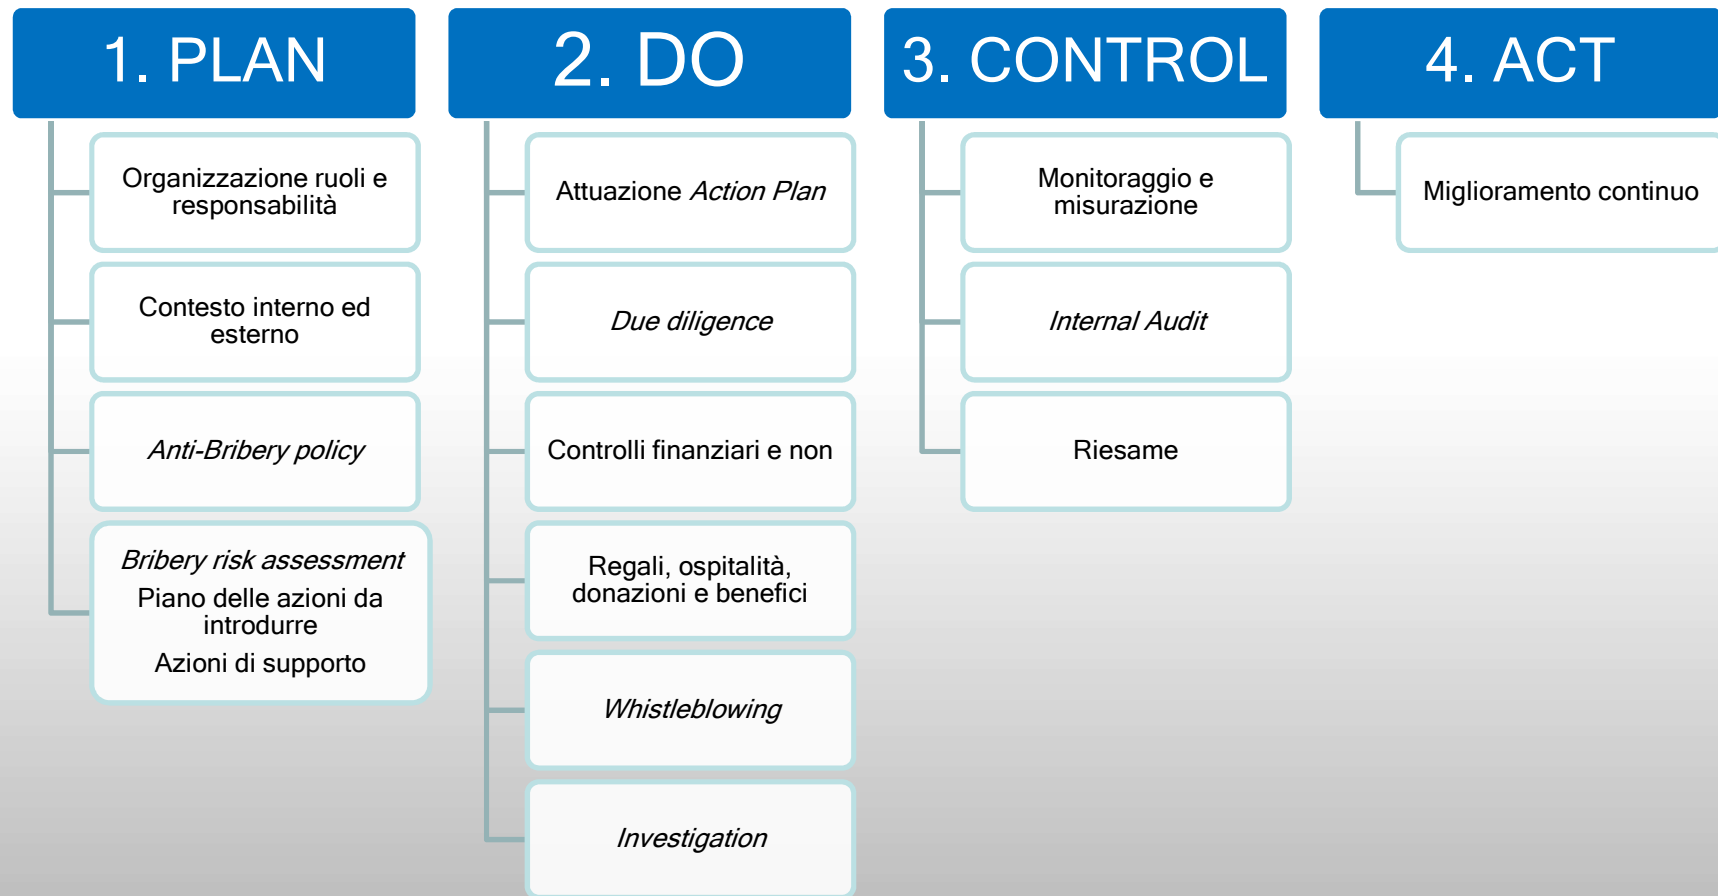 1. PLAN
Organizzazione ruoli e
responsabilità
Contesto interno ed
esterno
Anti-Bribery policy
Bribery risk assessment
Piano delle azioni da
introdurre
Azioni di supporto
2. DO
Attuazione Action Plan
Due diligence
Controlli finanziari e non
Regali, ospitalità,
donazioni e benefici
Whistleblowing
Investigation
3. CONTROL
Monitoraggio e
misurazione
Internal Audit
Riesame
4. ACT
Miglioramento continuo